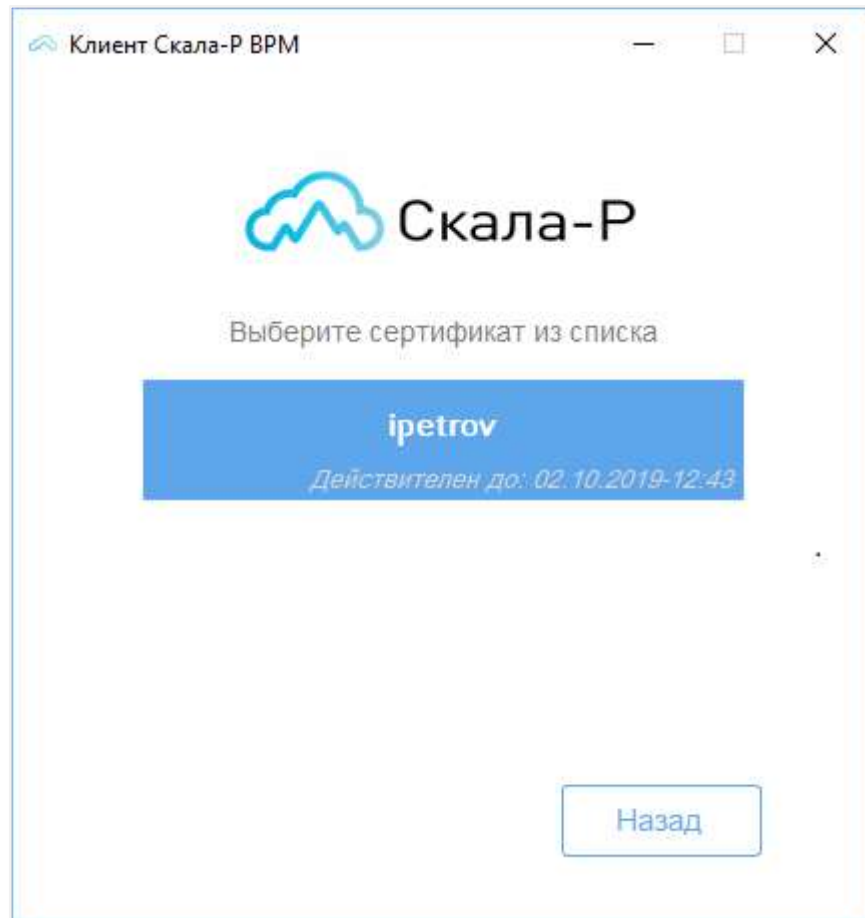 Клиент Скала-Р ВРМ
Скала-Р
Выберите сертификат из списка
ipetrov
Действителен до: 02.10.2019-12:43
Назад